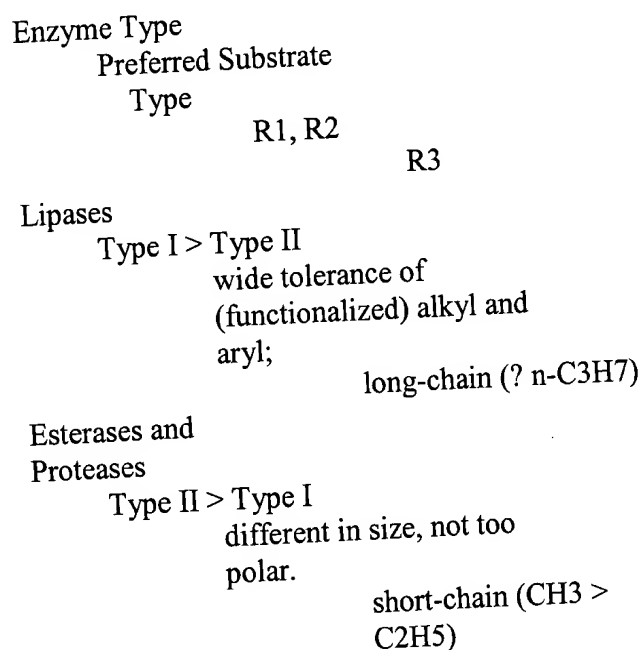 Enzyme Type
Preferred Substrate
Type
R1, R2
R3
Lipases
Type I > Type II
wide tolerance of
(functionalized) alkyl and
aryl;
long-chain (? n-C3H7)
Esterases and
Proteases
Type II > Type I
different in size, not too
polar.
short-chain (CH3 >
C2H5)